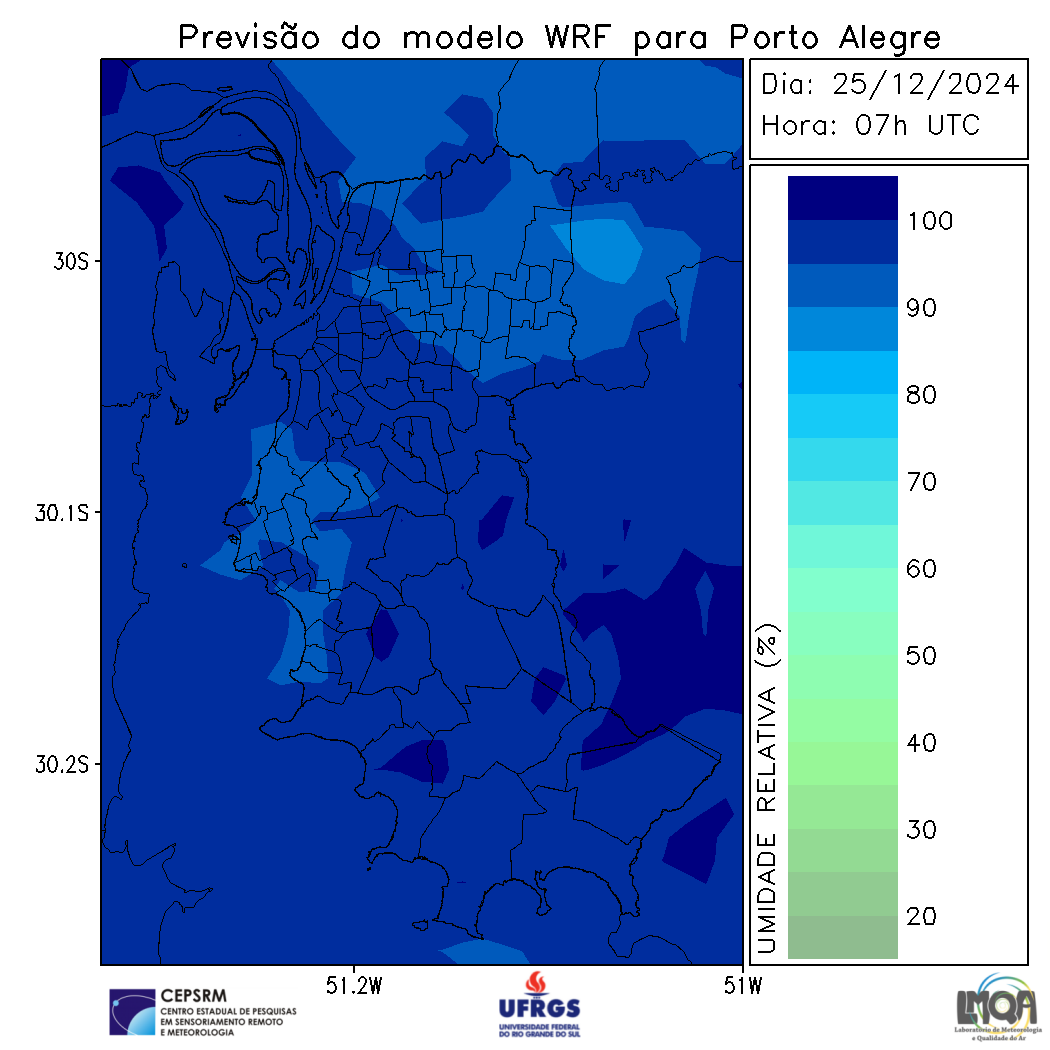 Previsão do modelo WRF para Porto Alegre
Dia: 25/12/2024
Hora: 07h UTC
30S
30.1S
30.2S
51.2W
51W
UMIDADE RELATIVA (%)
100
90
80
70
60
50
40
30
20
CEPSRM
CENTRO ESTADUAL DE PESQUISAS
EM SENSORIAMENTO REMOTO
E METEOROLOGIA
UFRGS
UNIVERSIDADE FEDERAL
DO RIO GRANDE DO SUL
LMQA
Laboratório de Meteorologia
e Qualidade do Ar